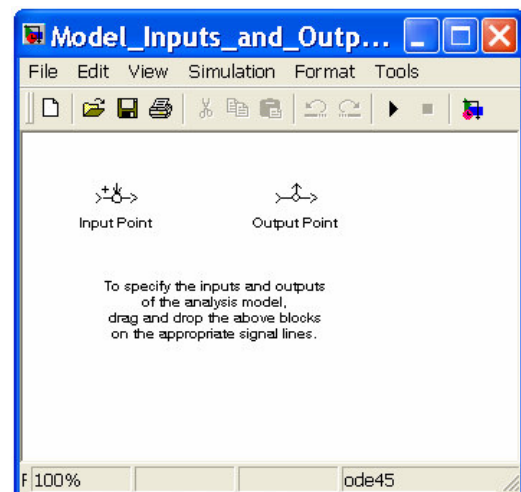 Model_Inputs_and_Outp...
File Edit View Simulation Format Tools
Input Point Output Point
To specify the inputs and outputs
of the analysis model,
drag and drop the above blocks
on the appropriate signal lines.
F 100% ode45